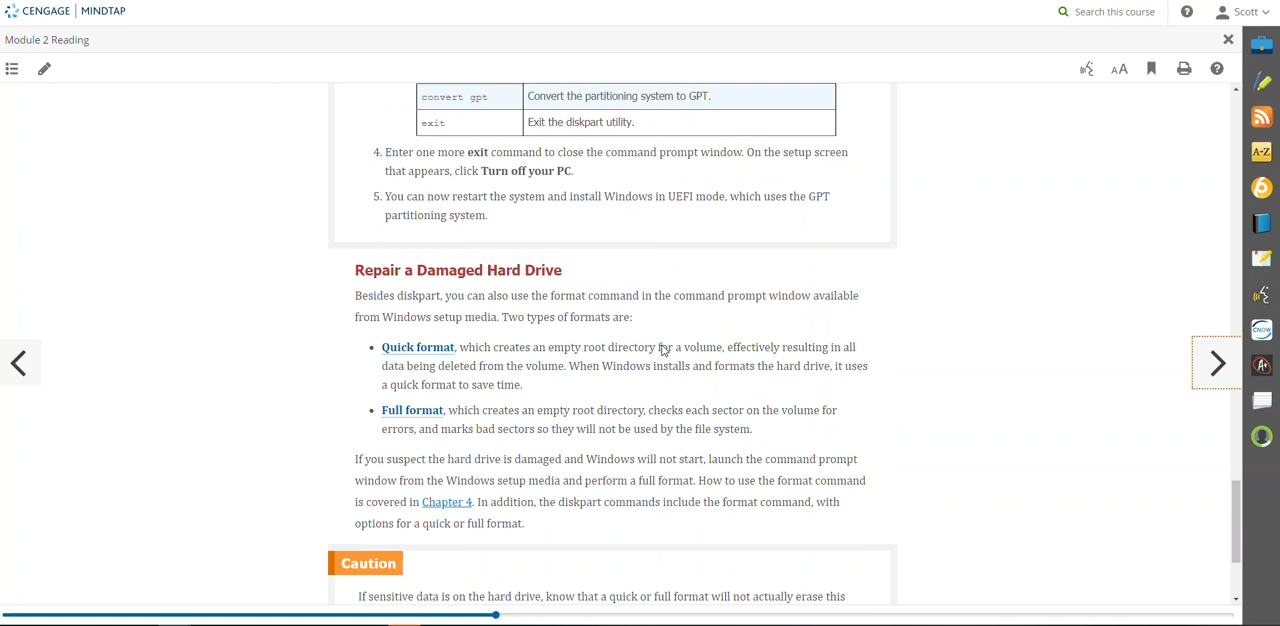 CENGAGE | MINDTAP
Search this course
Scott
Module 2 Reading
AA
convert gpt Convert the partitioning system to GPT.
exit Exit the diskpart utility.
4. Enter one more exit command to close the command prompt window. On the setup screen
that appears, click Turn off your PC.
5. You can now restart the system and install Windows in UEFI mode, which uses the GPT
partitioning system.
Repair a Damaged Hard Drive
Besides diskpart, you can also use the format command in the command prompt window available
from Windows setup media. Two types of formats are:
• Quick format, which creates an empty root directory for a volume, effectively resulting in all
data being deleted from the volume. When Windows installs and formats the hard drive, it uses
a quick format to save time.
• Full format, which creates an empty root directory, checks each sector on the volume for
errors, and marks bad sectors so they will not be used by the file system.
If you suspect the hard drive is damaged and Windows will not start, launch the command prompt
window from the Windows setup media and perform a full format. How to use the format command
is covered in Chapter 4. In addition, the diskpart commands include the format command, with
options for a quick or full format.
Caution
If sensitive data is on the hard drive, know that a quick or full format will not actually erase this
A-Z
CNOW
A+